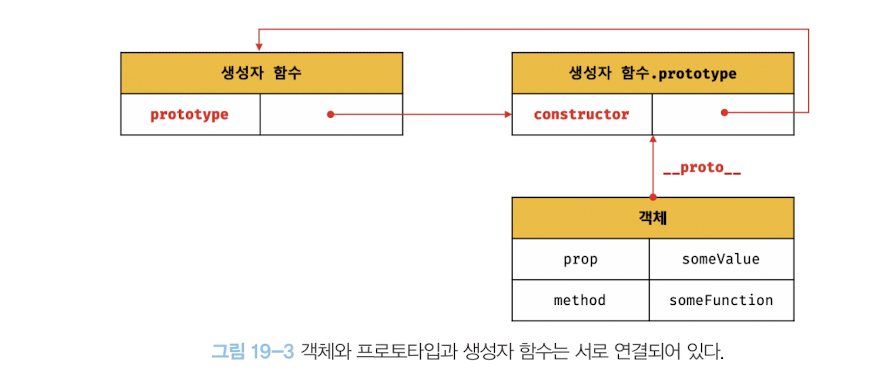 생성자 함수
prototype
생성자 함수.prototype
constructor
__proto__
객체
prop
someValue
method
someFunction
그림 19-3 객체와 프로토타입과 생성자 함수는 서로 연결되어 있다.